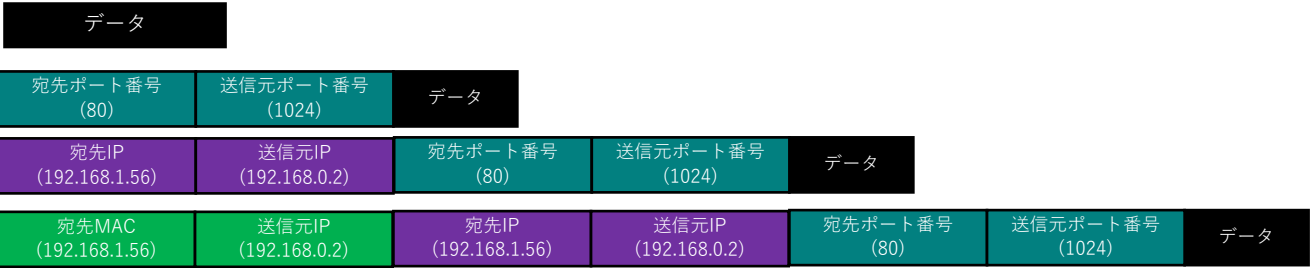 データ
宛先ポート番号
(80)
送信元ポート番号
(1024)
データ
宛先IP
(192.168.1.56)
送信元IP
(192.168.0.2)
宛先ポート番号
(80)
送信元ポート番号
(1024)
データ
宛先MAC
(192.168.1.56)
送信元IP
(192.168.0.2)
宛先IP
(192.168.1.56)
送信元IP
(192.168.0.2)
宛先ポート番号
(80)
送信元ポート番号
(1024)
データ